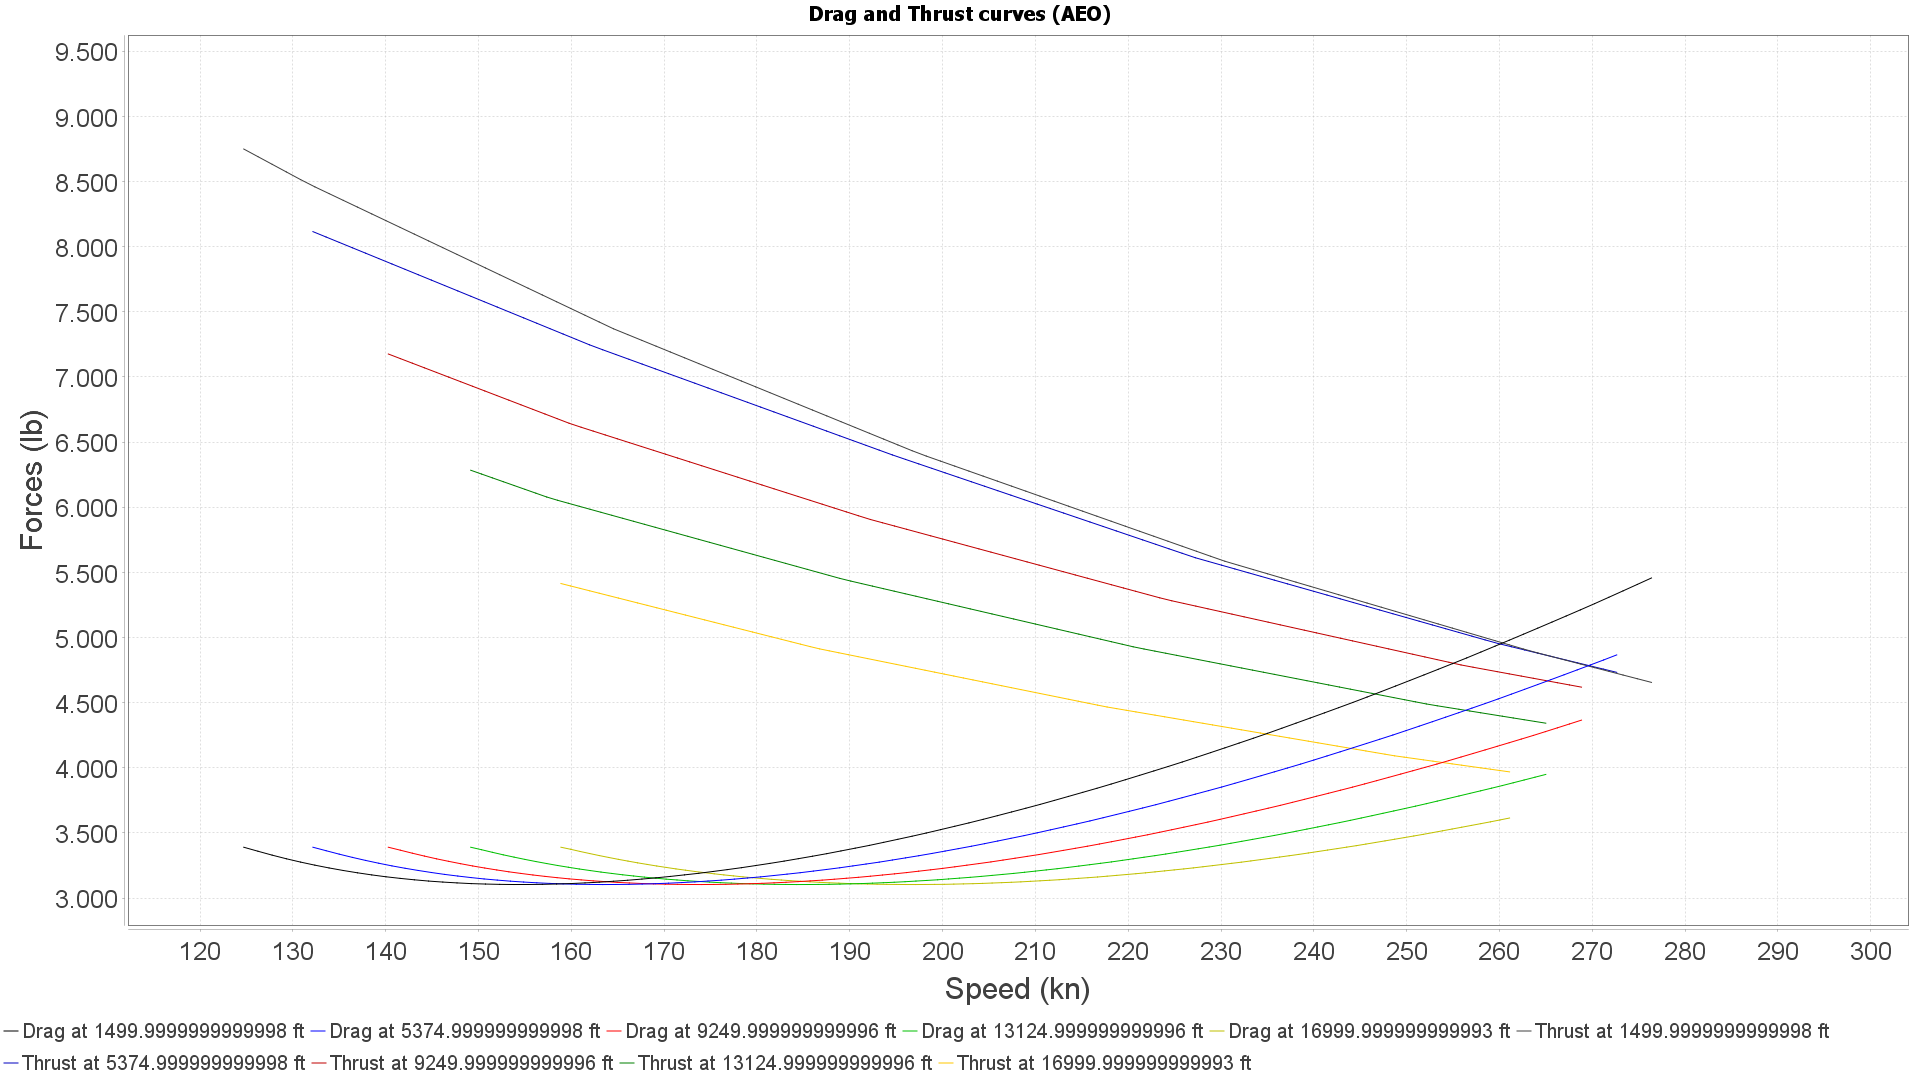 Drag and Thrust curves (AEO)
9.500
9.000
8.500
8.000
7.500
7.000
6.500
6.000
5.500
5.000
4.500
4.000
3.500
3.000
Forces (lb)
120 130 140 150 160 170 180 190 200 210 220 230 240 250 260 270 280 290 300
Speed (kn)
Drag at 1499.9999999999998 ft Drag at 5374.999999999998 ft Drag at 9249.999999999996 ft Drag at 13124.999999999996 ft Drag at 16999.999999999993 ft Thrust at 1499.9999999999998 ft
Thrust at 5374.999999999998 ft Thrust at 9249.999999999996 ft Thrust at 13124.999999999996 ft Thrust at 16999.999999999993 ft